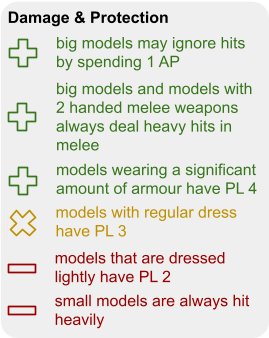 Damage & Protection
big models may ignore hits
by spending 1 AP
big models and models with
2 handed melee weapons
always deal heavy hits in
melee
models wearing a significant
amount of armour have PL 4
models with regular dress
have PL 3
models that are dressed
lightly have PL 2
small models are always hit
heavily